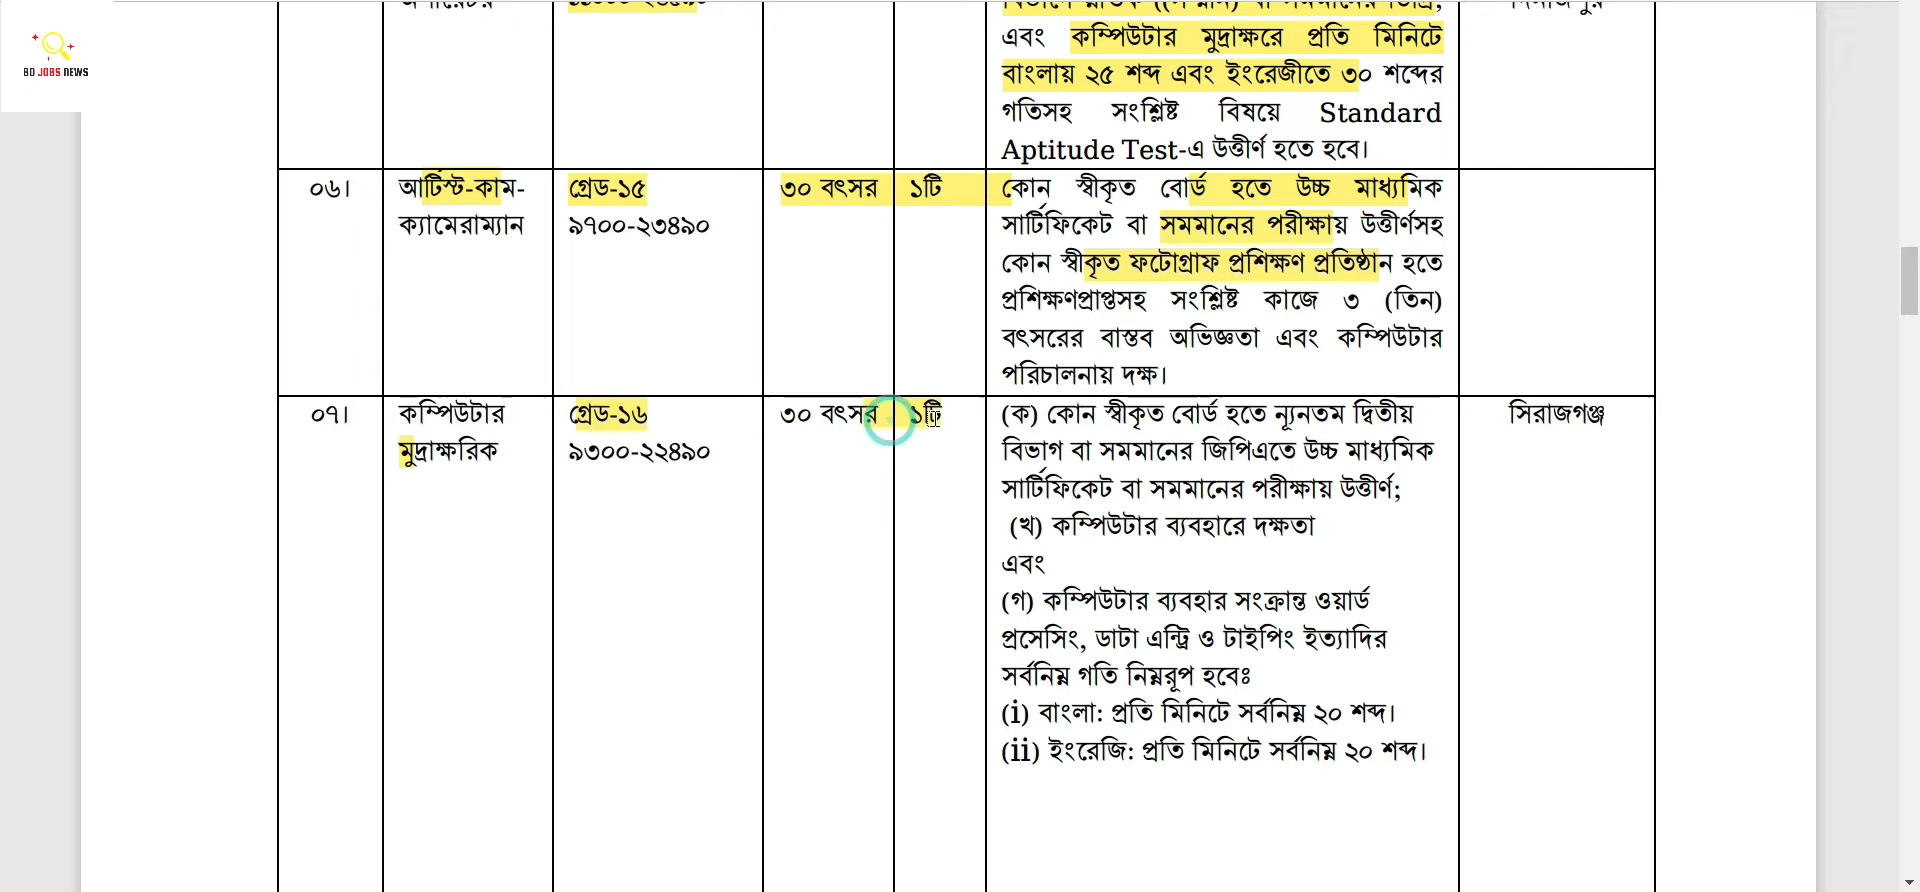 BD JOBS NEWS
এবং কম্পিউটার মুদ্রাক্ষরে প্রতি মিনিটে
বাংলায় ২৫ শব্দ এবং ইংরেজীতে ৩০ শব্দের
গতিসহ সংশ্লিষ্ট বিষয়ে Standard
Aptitude Test-এ উত্তীর্ণ হতে হবে।
০৬। আর্টিস্ট-কাম- গ্রেড-১৫ ৩০ বৎসর ১টি কোন স্বীকৃত বোর্ড হতে উচ্চ মাধ্যমিক
ক্যামেরাম্যান ৯৭০০-২৩৪৯০ সার্টিফিকেট বা সমমানের পরীক্ষায় উত্তীর্ণসহ
কোন স্বীকৃত ফটোগ্রাফ প্রশিক্ষণ প্রতিষ্ঠান হতে
প্রশিক্ষণপ্রাপ্তসহ সংশ্লিষ্ট কাজে ৩ (তিন)
বৎসরের বাস্তব অভিজ্ঞতা এবং কম্পিউটার
পরিচালনায় দক্ষ।
০৭। কম্পিউটার গ্রেড-১৬ ৩০ বৎসর ১টি (ক) কোন স্বীকৃত বোর্ড হতে ন্যূনতম দ্বিতীয় সিরাজগঞ্জ
মুদ্রাক্ষরিক ৯৩০০-২২৪৯০ বিভাগ বা সমমানের জিপিএতে উচ্চ মাধ্যমিক
সার্টিফিকেট বা সমমানের পরীক্ষায় উত্তীর্ণ;
(খ) কম্পিউটার ব্যবহারে দক্ষতা
এবং
(গ) কম্পিউটার ব্যবহার সংক্রান্ত ওয়ার্ড
প্রসেসিং, ডাটা এন্ট্রি ও টাইপিং ইত্যাদির
সর্বনিম্ন গতি নিম্নরূপ হবেঃ
(i) বাংলা: প্রতি মিনিটে সর্বনিম্ন ২০ শব্দ।
(ii) ইংরেজি: প্রতি মিনিটে সর্বনিম্ন ২০ শব্দ।